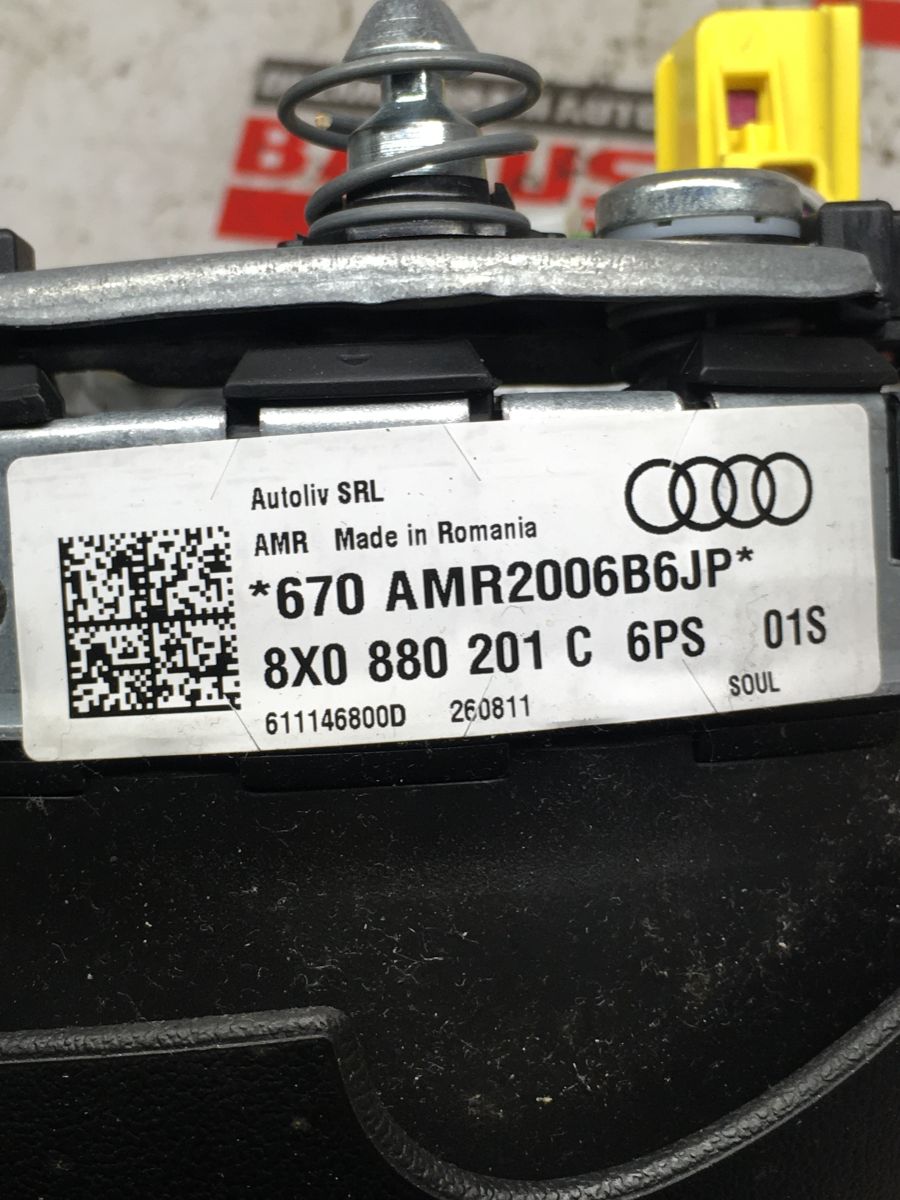 Autoliv SRL
AMR Made in Romania
*670 AMR2006B6JP*
8X0 880 201 C 6PS 01S
611146800D 260811 SOUL